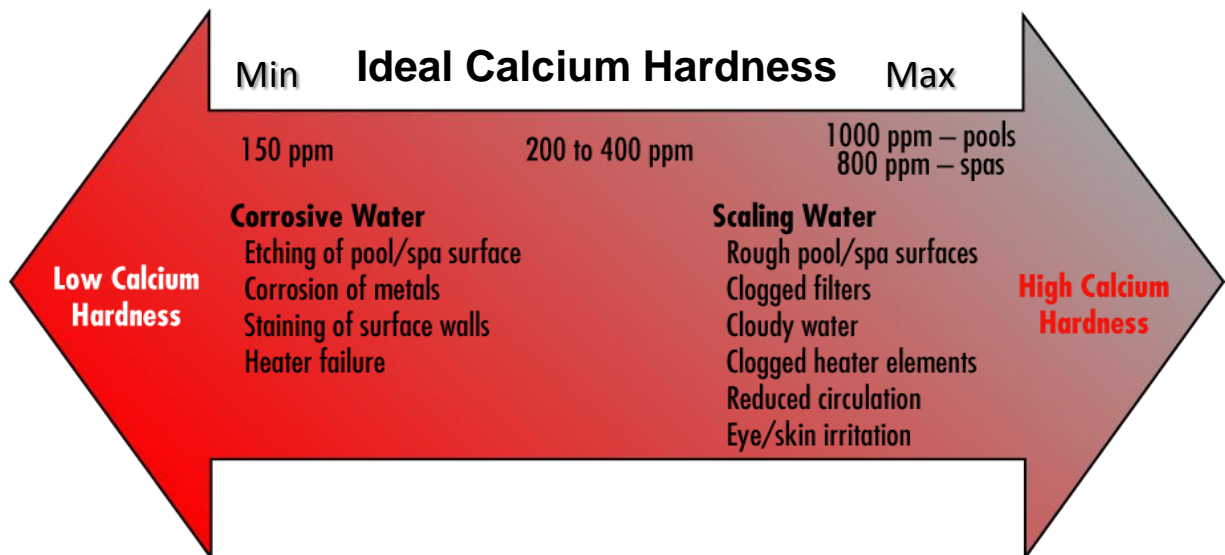 Min Ideal Calcium Hardness Max
150 ppm
200 to 400 ppm
1000 ppm – pools
800 ppm – spas
Low Calcium
Hardness
Corrosive Water
Etching of pool/spa surface
Corrosion of metals
Staining of surface walls
Heater failure
Scaling Water
Rough pool/spa surfaces
Clogged filters
Cloudy water
Clogged heater elements
Reduced circulation
Eye/skin irritation
High Calcium
Hardness